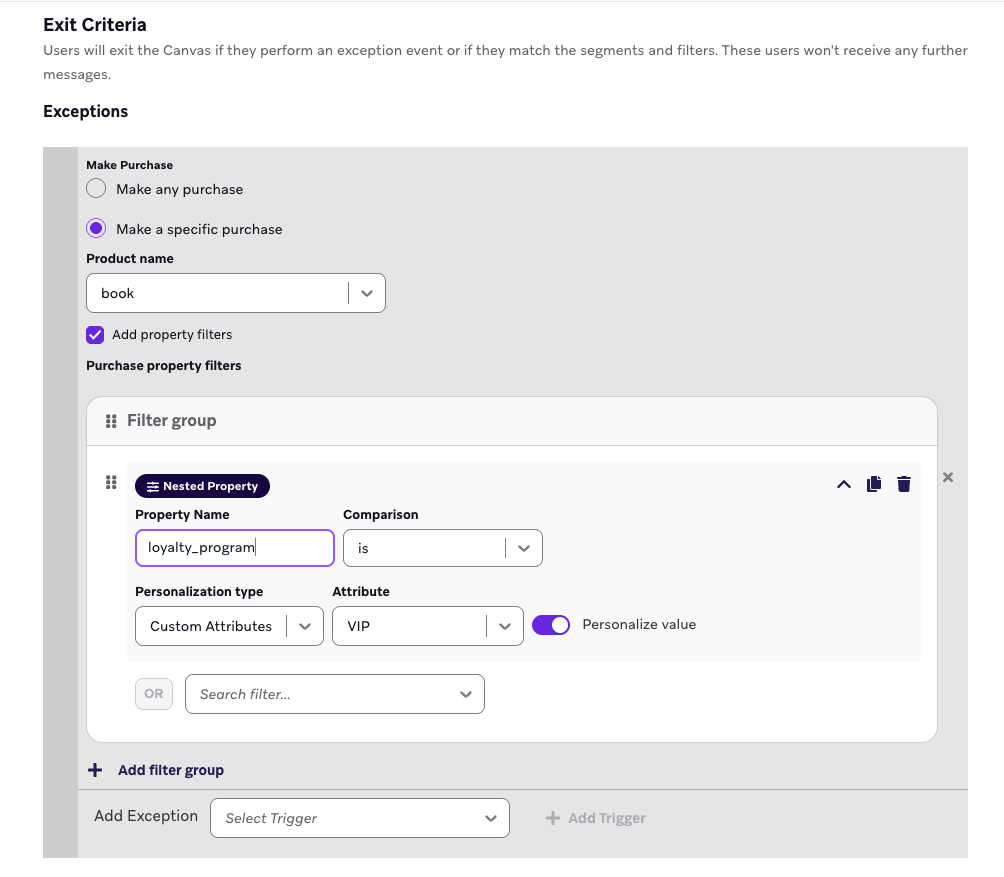 Exit Criteria
Users will exit the Canvas if they perform an exception event or if they match the segments and filters. These users won't receive any further
messages.
Exceptions
Make Purchase
Make any purchase
Make a specific purchase
Product name
book
Add property filters
Purchase property filters
Filter group
Nested Property
Property Name Comparison
loyalty_program is
Personalization type Attribute
Custom Attributes VIP Personalize value
OR Search filter...
Add filter group
Add Exception Select Trigger Add Trigger